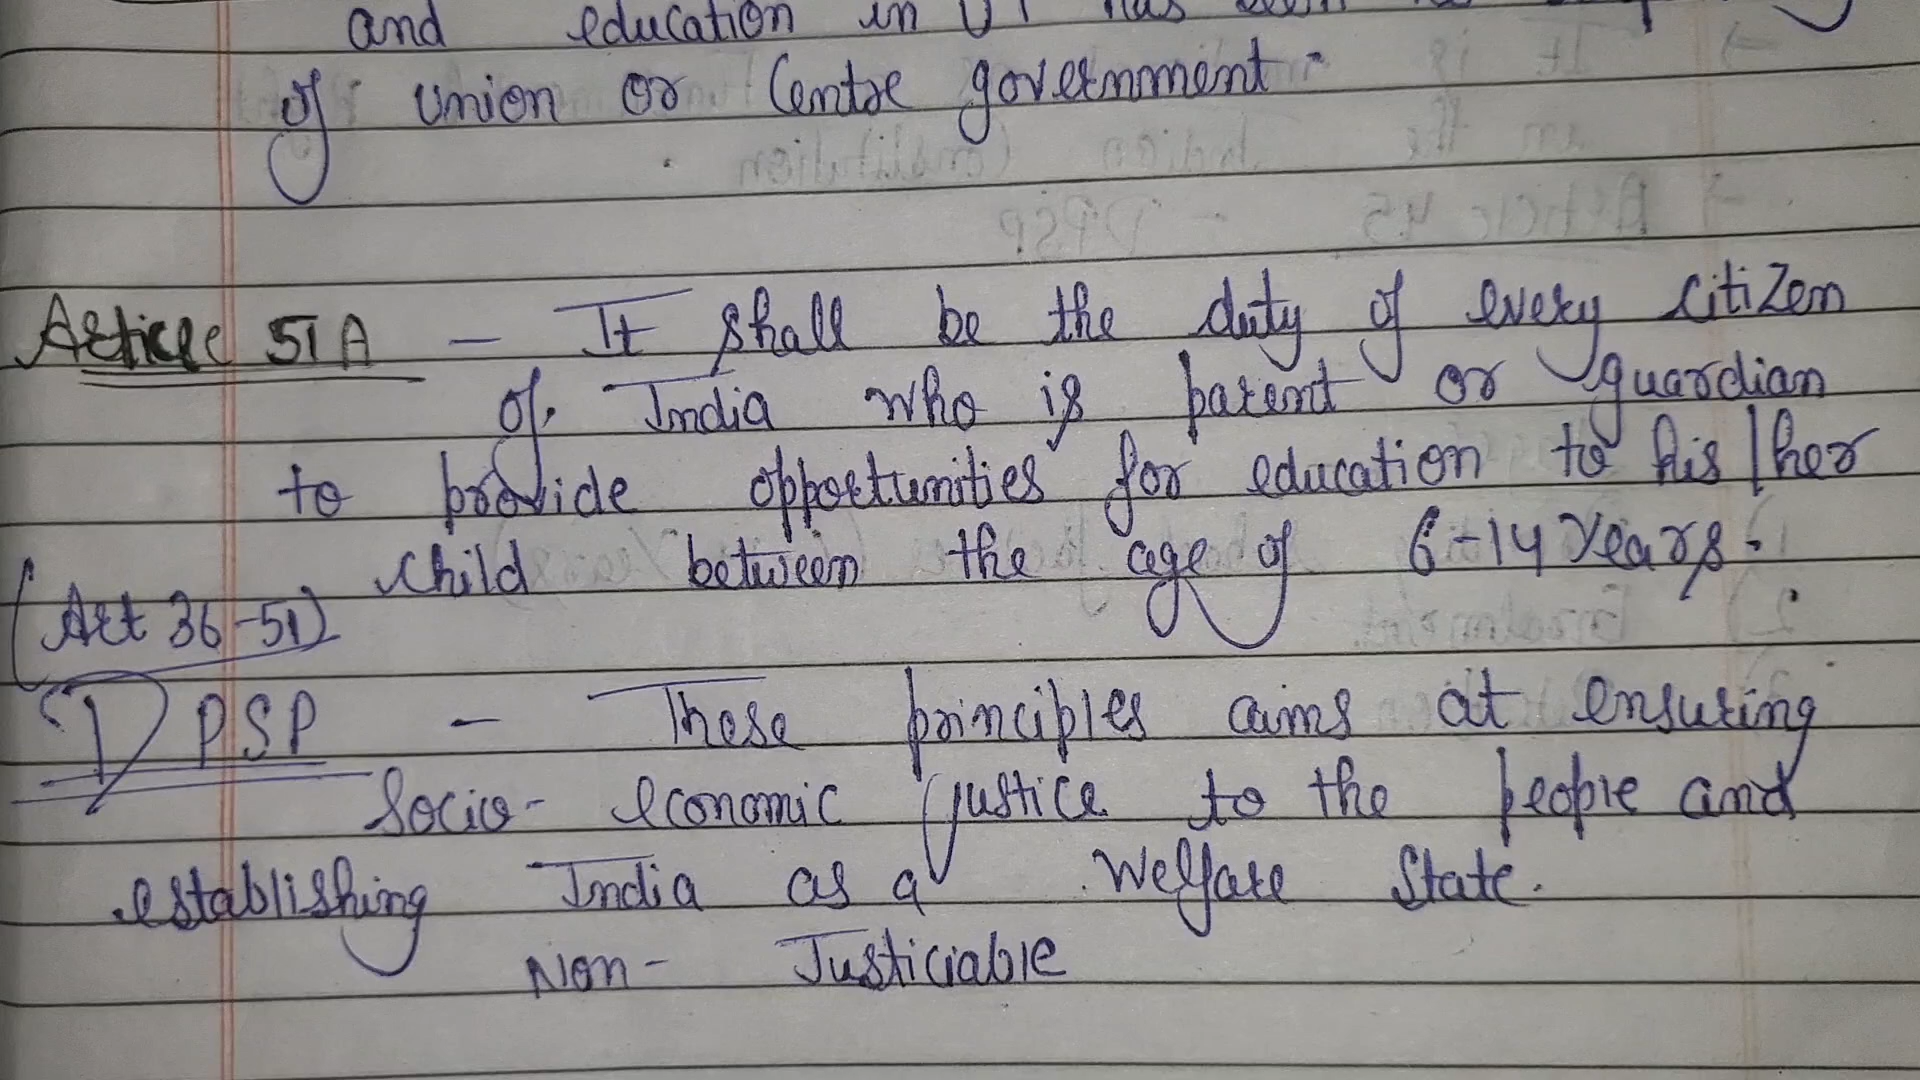 and education in UT has been
of union or Centre government.
Article 51A - It shall be the duty of every citizen
of India who is parent or guardian
to provide opportunities for education to his/her
child between the age of 6-14 years.
(Art 36-51)
DPSP - These principles aims at ensuring
Socio-economic justice to the people and
establishing India as a Welfare State.
Non-Justiciable